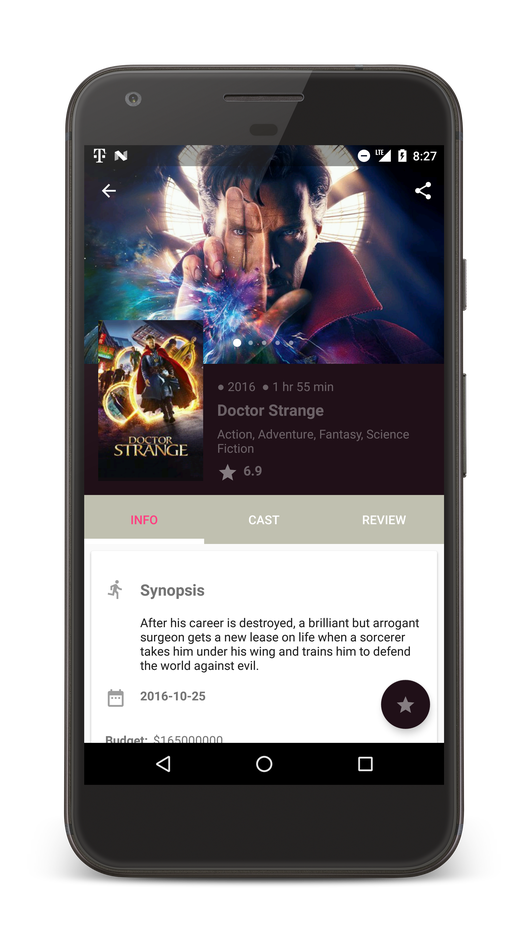 LTE 8:27
2016 1 hr 55 min
Doctor Strange
Action, Adventure, Fantasy, Science
Fiction
6.9
DOCTOR
STRANGE
INFO CAST REVIEW
Synopsis
After his career is destroyed, a brilliant but arrogant
surgeon gets a new lease on life when a sorcerer
takes him under his wing and trains him to defend
the world against evil.
2016-10-25
Budget: $165000000